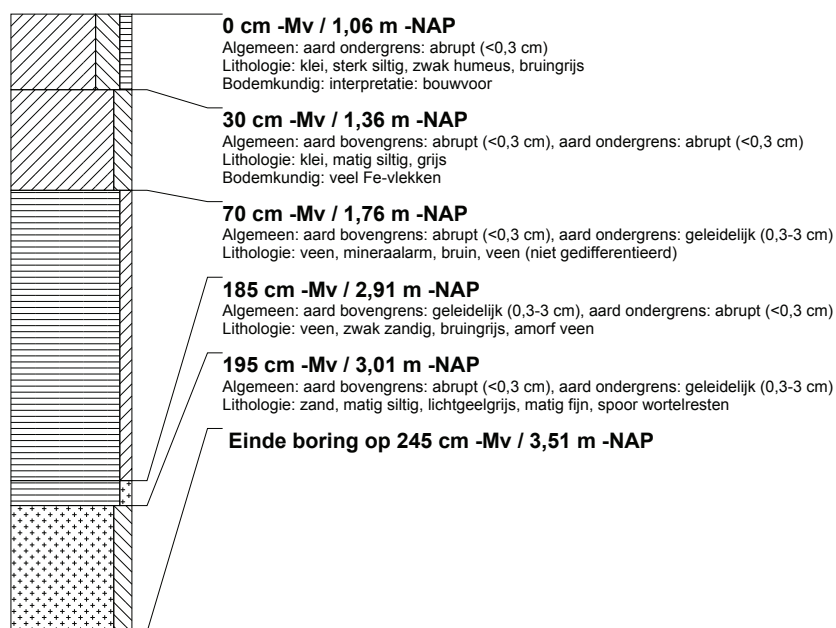 0 cm -Mv / 1,06 m -NAP
Algemeen: aard ondergrens: abrupt (<0,3 cm)
Lithologie: klei, sterk siltig, zwak humeus, bruingrijs
Bodemkundig: interpretatie: bouwvoor
30 cm -Mv / 1,36 m -NAP
Algemeen: aard bovengrens: abrupt (<0,3 cm), aard ondergrens: abrupt (<0,3 cm)
Lithologie: klei, matig siltig, grijs
Bodemkundig: veel Fe-vlekken
70 cm -Mv / 1,76 m -NAP
Algemeen: aard bovengrens: abrupt (<0,3 cm), aard ondergrens: geleidelijk (0,3-3 cm)
Lithologie: veen, mineraalarm, bruin, veen (niet gedifferentieerd)
185 cm -Mv / 2,91 m -NAP
Algemeen: aard bovengrens: geleidelijk (0,3-3 cm), aard ondergrens: abrupt (<0,3 cm)
Lithologie: veen, zwak zandig, bruingrijs, amorf veen
195 cm -Mv / 3,01 m -NAP
Algemeen: aard bovengrens: abrupt (<0,3 cm), aard ondergrens: geleidelijk (0,3-3 cm)
Lithologie: zand, matig siltig, lichtgeelgrijs, matig fijn, spoor wortelresten
Einde boring op 245 cm -Mv / 3,51 m -NAP